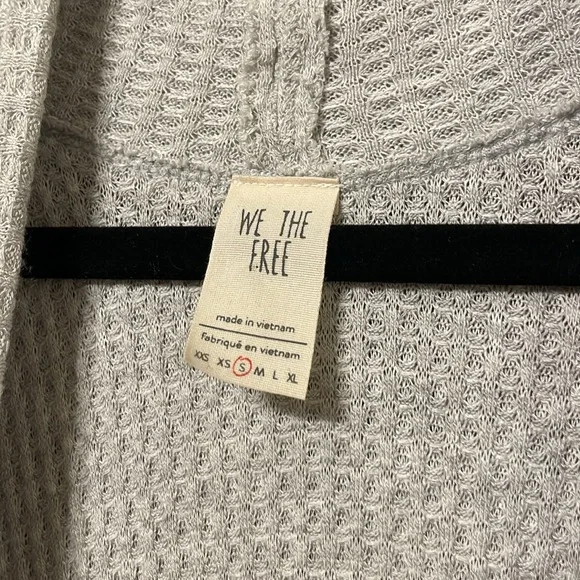 WE THE
FREE
made in vietnam
Fabriqué en vietnam
XXS XS S M L XL